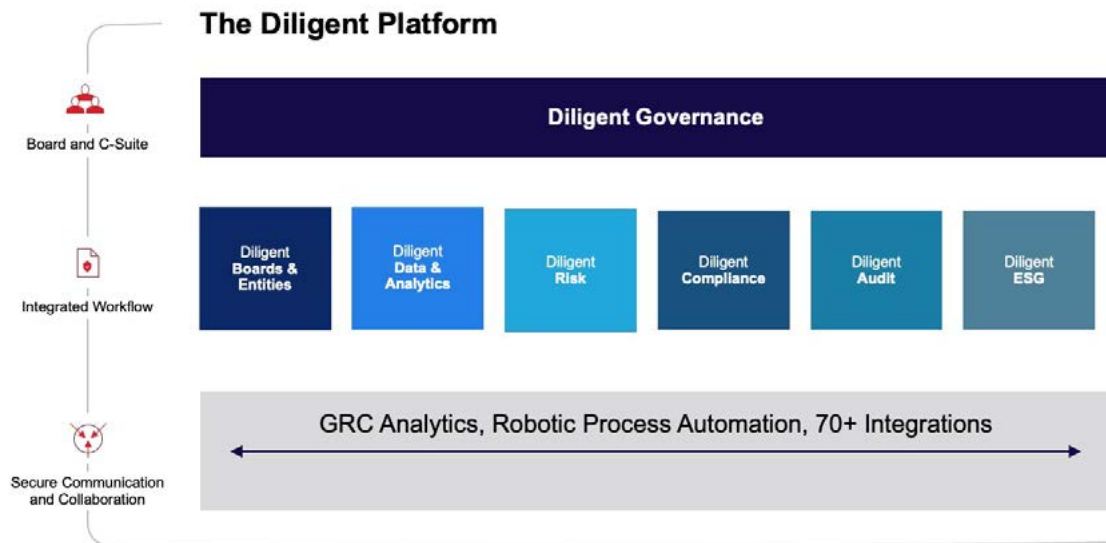 The Diligent Platform
Board and C-Suite
Diligent Governance
Integrated Workflow
Diligent
Boards &
Entities
Diligent
Data &
Analytics
Diligent
Risk
Diligent
Compliance
Diligent
Audit
Diligent
ESG
Secure Communication
and Collaboration
GRC Analytics, Robotic Process Automation, 70+ Integrations